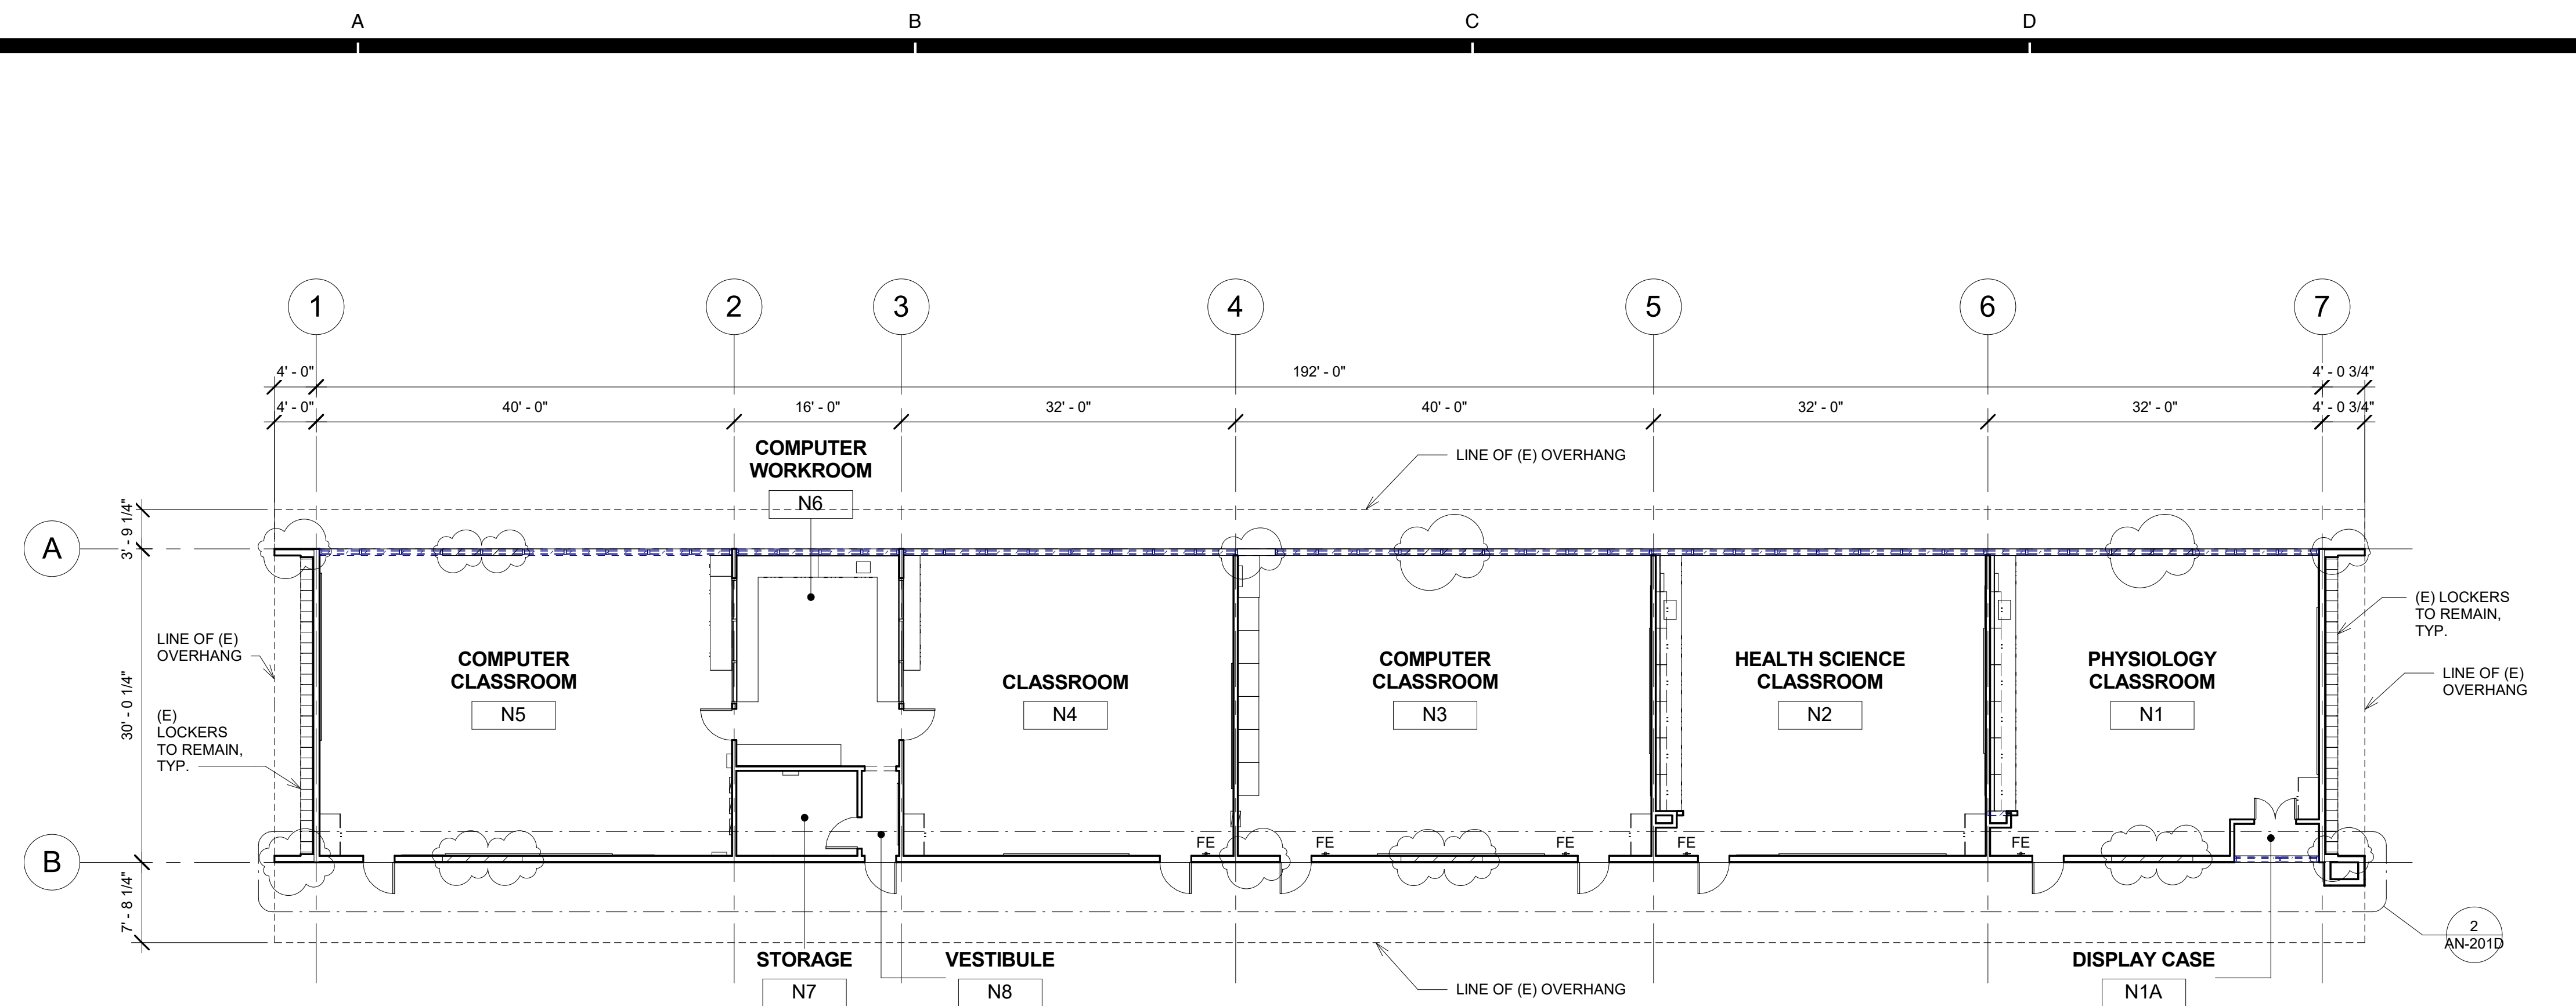 A B C D
1 2 3 4 5 6 7
4' - 0" 192' - 0" 4' - 0 3/4"
4' - 0" 40' - 0" 16' - 0" 32' - 0" 40' - 0" 32' - 0" 32' - 0" 4' - 0 3/4"
COMPUTER
WORKROOM
N6
LINE OF (E) OVERHANG
3' - 9 1/4"
A
30' - 0 1/4"
B
7' - 8 1/4"
LINE OF (E)
OVERHANG
(E)
LOCKERS
TO REMAIN,
TYP.
COMPUTER
CLASSROOM
N5
CLASSROOM
N4
COMPUTER
CLASSROOM
N3
HEALTH SCIENCE
CLASSROOM
N2
PHYSIOLOGY
CLASSROOM
N1
(E) LOCKERS
TO REMAIN,
TYP.
LINE OF (E)
OVERHANG
FE FE FE FE FE
2
AN-201D
STORAGE
N7
VESTIBULE
N8
LINE OF (E) OVERHANG
DISPLAY CASE
N1A